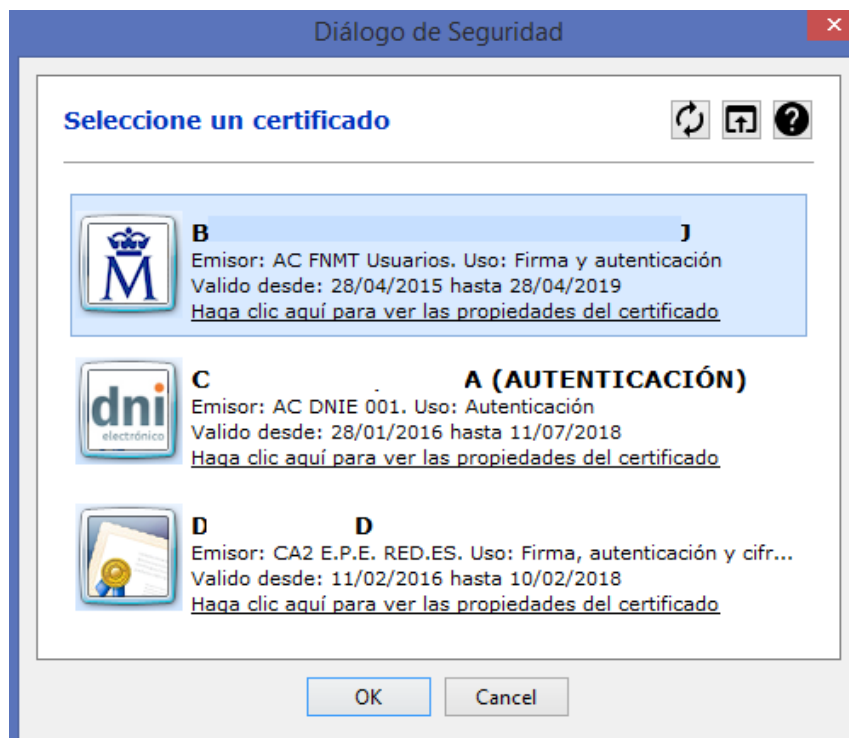 Diálogo de Seguridad
Seleccione un certificado
B J
Emisor: AC FNMT Usuarios. Uso: Firma y autenticación
Valido desde: 28/04/2015 hasta 28/04/2019
Haga clic aquí para ver las propiedades del certificado
dni
electrónico
C A (AUTENTICACIÓN)
Emisor: AC DNIE 001. Uso: Autenticación
Valido desde: 28/01/2016 hasta 11/07/2018
Haga clic aquí para ver las propiedades del certificado
D D
Emisor: CA2 E.P.E. RED.ES. Uso: Firma, autenticación y cifr...
Valido desde: 11/02/2016 hasta 10/02/2018
Haga clic aquí para ver las propiedades del certificado
OK
Cancel